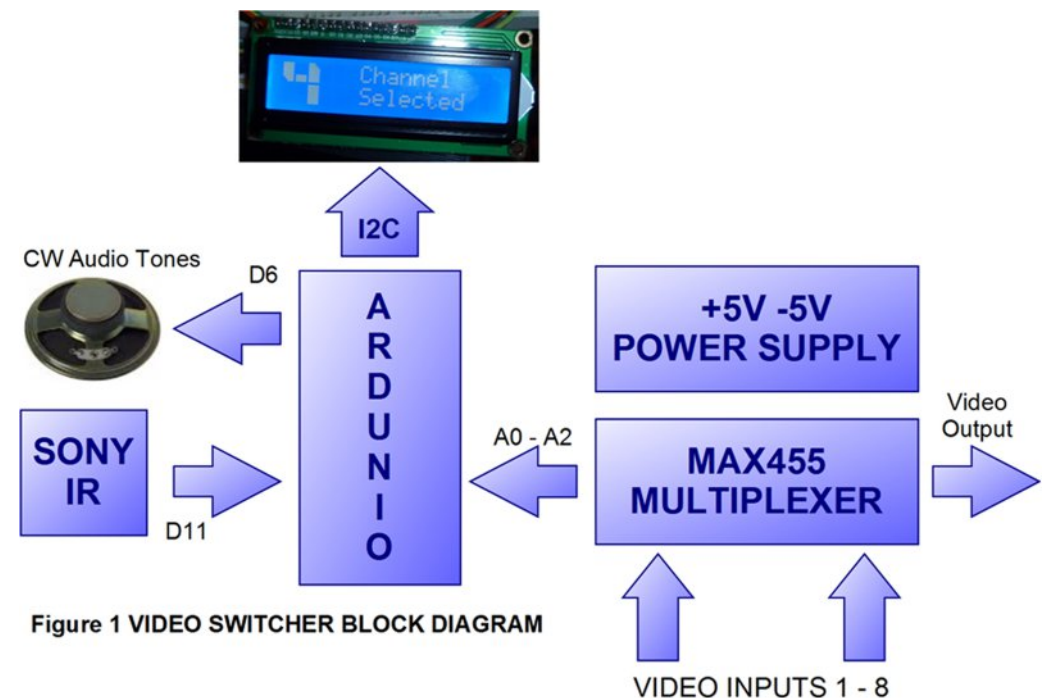 Channel
4 Selected
I2C
CW Audio Tones
D6
ARDUNIO
+5V -5V
POWER SUPPLY
SONY
IR
D11
A0 - A2
MAX455
MULTIPLEXER
Video
Output
Figure 1 VIDEO SWITCHER BLOCK DIAGRAM
VIDEO INPUTS 1 - 8